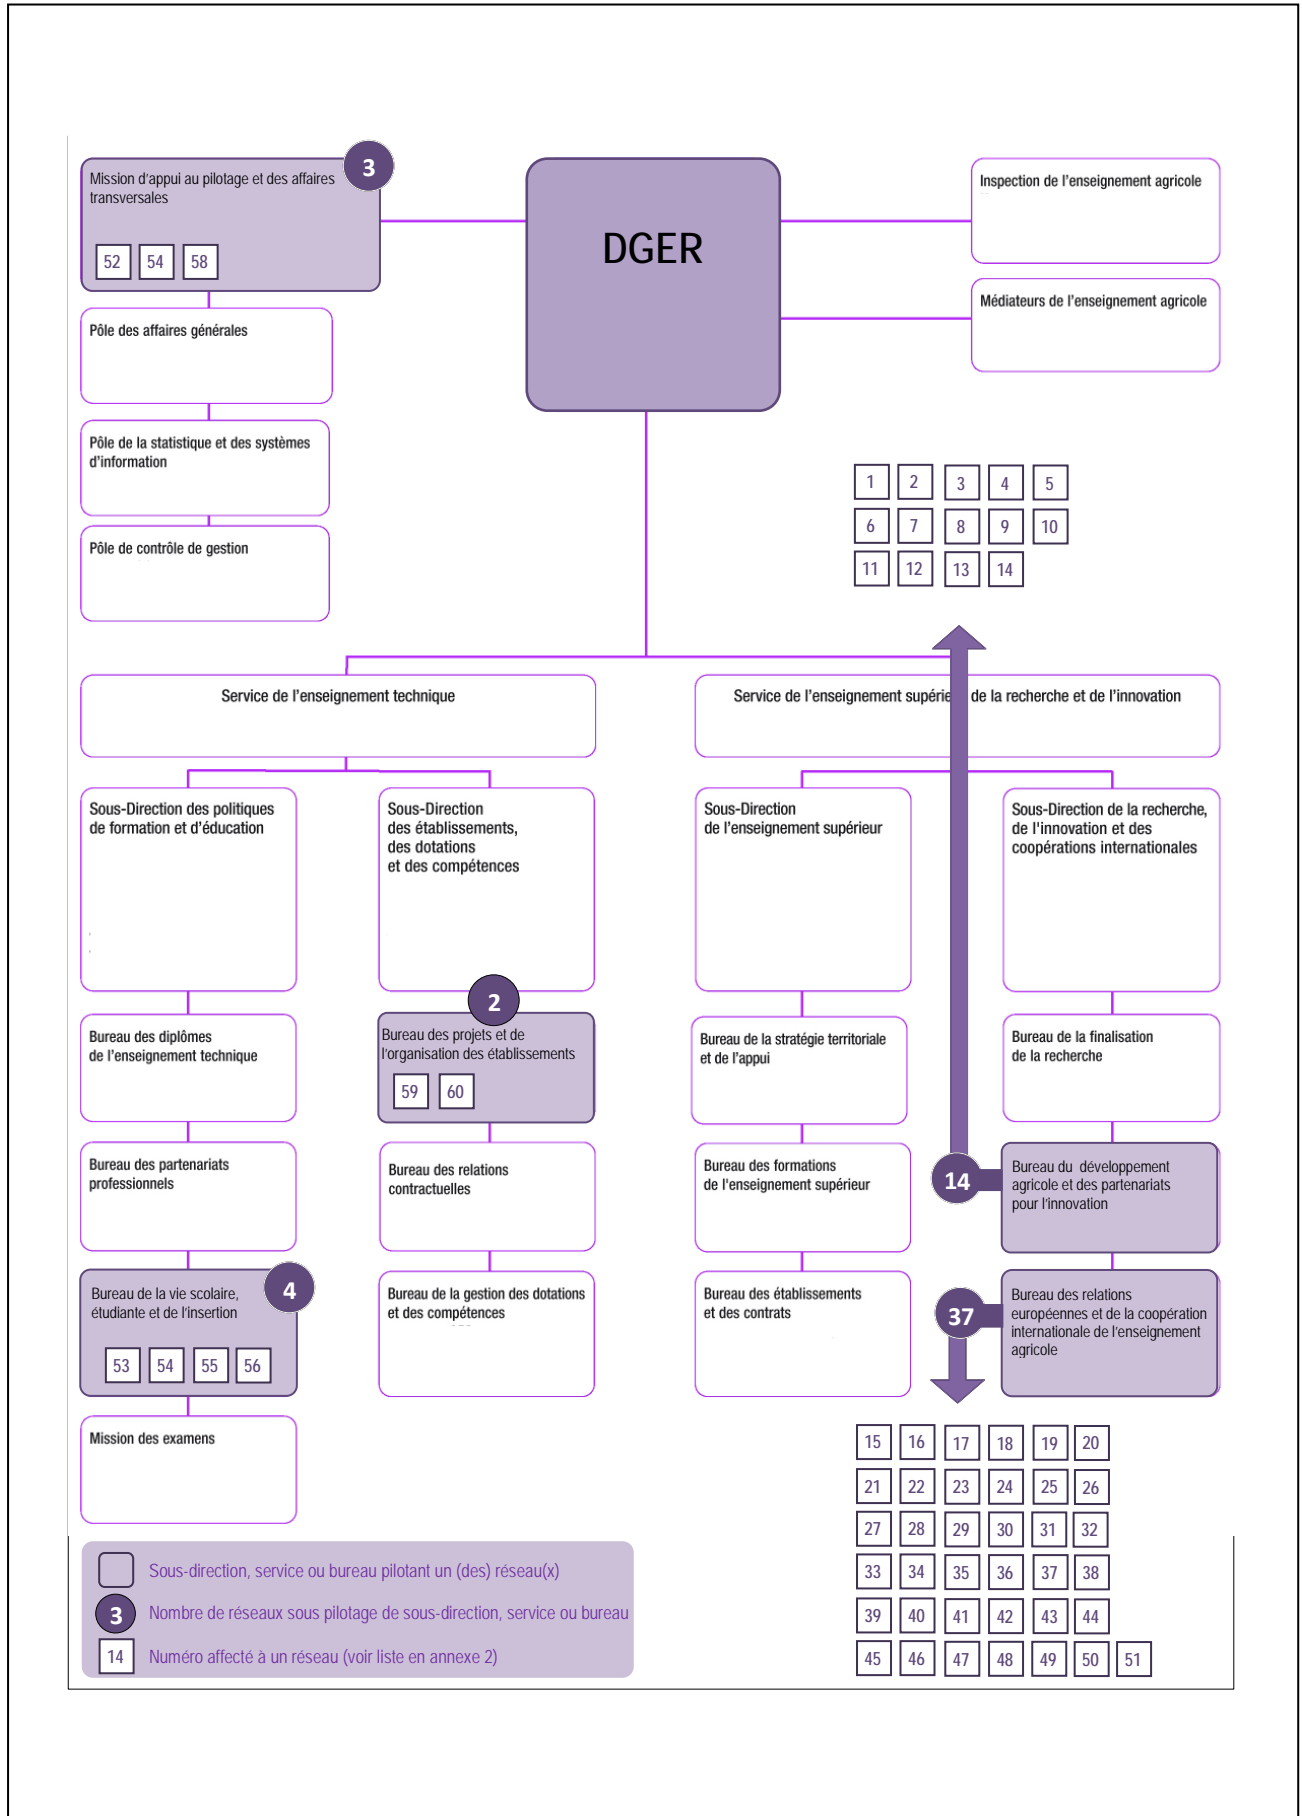 Mission d'appui au pilotage et des affaires
transversales
3
52 54 58
DGER
Inspection de l'enseignement agricole
Médiateurs de l'enseignement agricole
Pôle des affaires générales
Pôle de la statistique et des systèmes
d'information
Pôle de contrôle de gestion
1 2 3 4 5
6 7 8 9 10
11 12 13 14
Service de l'enseignement technique
Service de l'enseignement supérie de la recherche et de l'innovation
Sous-Direction des politiques
de formation et d'éducation
Sous-Direction
des établissements,
des dotations
et des compétences
Sous-Direction
de l'enseignement supérieur
Sous-Direction de la recherche,
de l'innovation et des
coopérations internationales
Bureau des diplômes
de l'enseignement technique
2
Bureau des projets et de
l'organisation des établissements
59 60
Bureau de la stratégie territoriale
et de l'appui
Bureau de la finalisation
de la recherche
Bureau des partenariats
professionnels
Bureau des relations
contractuelles
Bureau des formations
de l'enseignement supérieur
14
Bureau du développement
agricole et des partenariats
pour l'innovation
Bureau de la vie scolaire,
étudiante et de l'insertion
4
53 54 55 56
Bureau de la gestion des dotations
et des compétences
Bureau des établissements
et des contrats
37
Bureau des relations
européennes et de la coopération
internationale de l'enseignement
agricole
Mission des examens
15 16 17 18 19 20
21 22 23 24 25 26
27 28 29 30 31 32
33 34 35 36 37 38
39 40 41 42 43 44
45 46 47 48 49 50 51
Sous-direction, service ou bureau pilotant un (des) réseau(x)
3 Nombre de réseaux sous pilotage de sous-direction, service ou bureau
14 Numéro affecté à un réseau (voir liste en annexe 2)